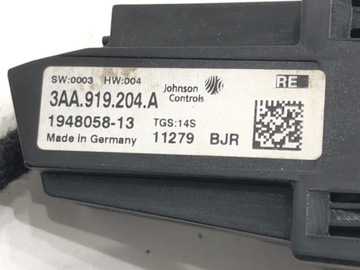 SW:0003 HW:004
Johnson Controls
RE
3AA.919.204.A
1948058-13 TGS:14S
Made in Germany 11279 BJR